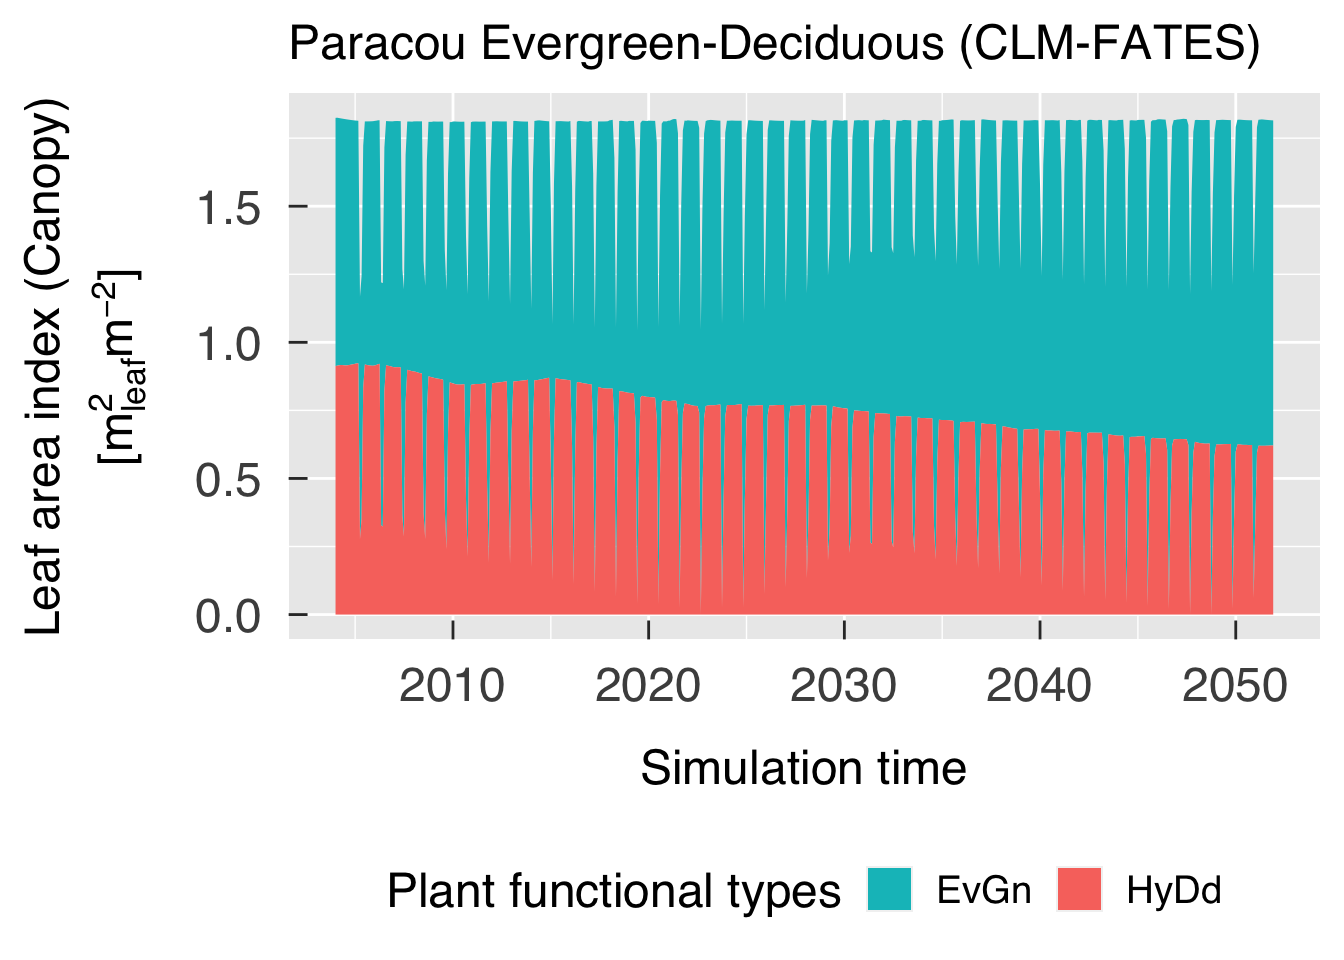 Paracou Evergreen-Deciduous (CLM-FATES)
Leaf area index (Canopy)
[m²leaf m⁻²]
1.5
1.0
0.5
0.0
2010 2020 2030 2040 2050
Simulation time
Plant functional types EvGn HyDd